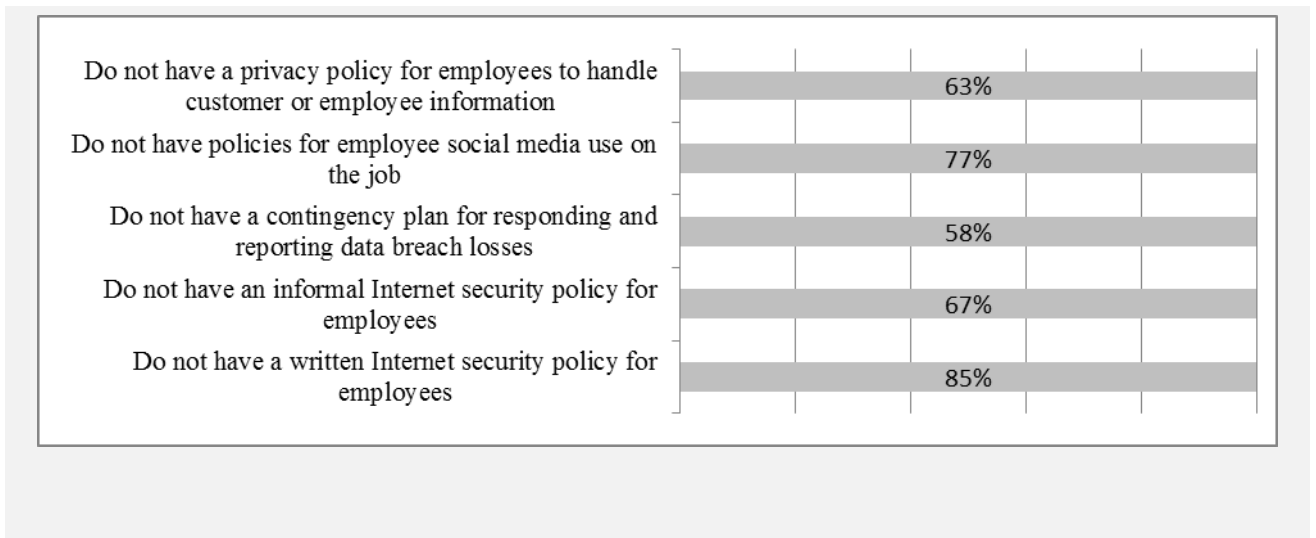 Do not have a privacy policy for employees to handle
customer or employee information
63%
Do not have policies for employee social media use on
the job
77%
Do not have a contingency plan for responding and
reporting data breach losses
58%
Do not have an informal Internet security policy for
employees
67%
Do not have a written Internet security policy for
employees
85%